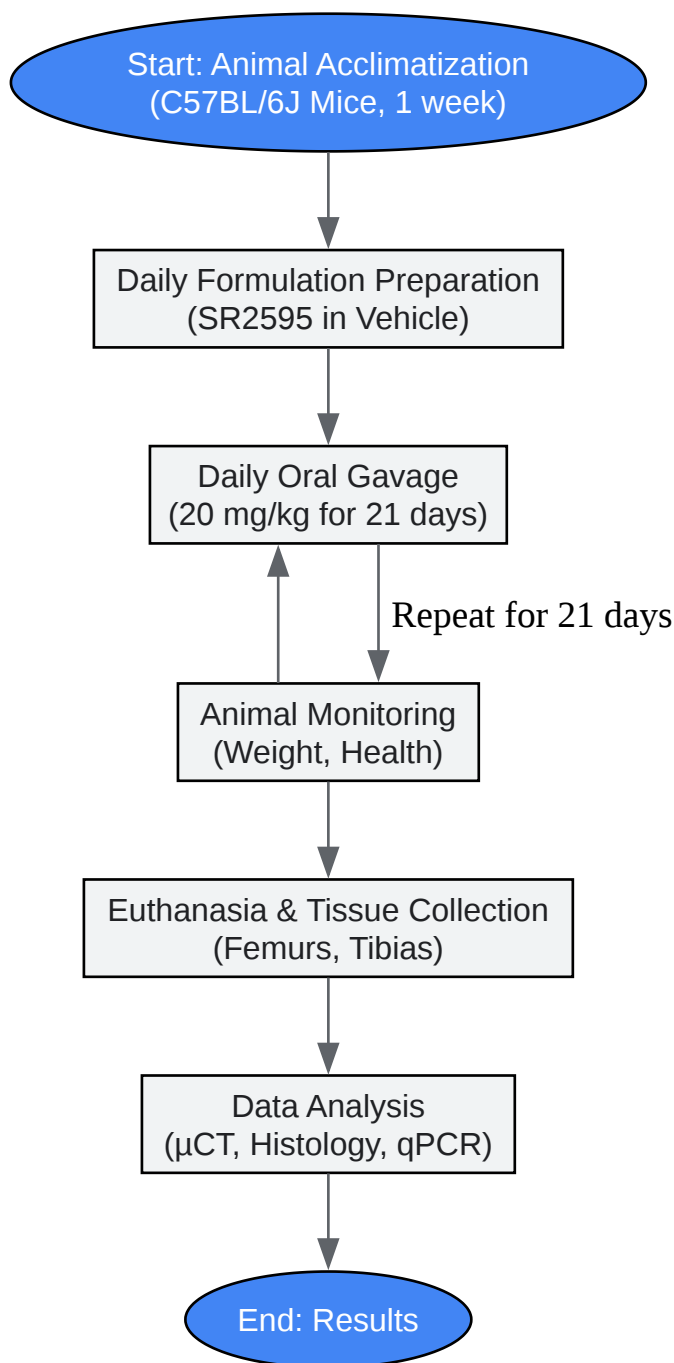 Start: Animal Acclimatization
(C57BL/6J Mice, 1 week)
Daily Formulation Preparation
(SR2595 in Vehicle)
Daily Oral Gavage
(20 mg/kg for 21 days)
Repeat for 21 days
Animal Monitoring
(Weight, Health)
Euthanasia & Tissue Collection
(Femurs, Tibias)
Data Analysis
(µCT, Histology, qPCR)
End: Results